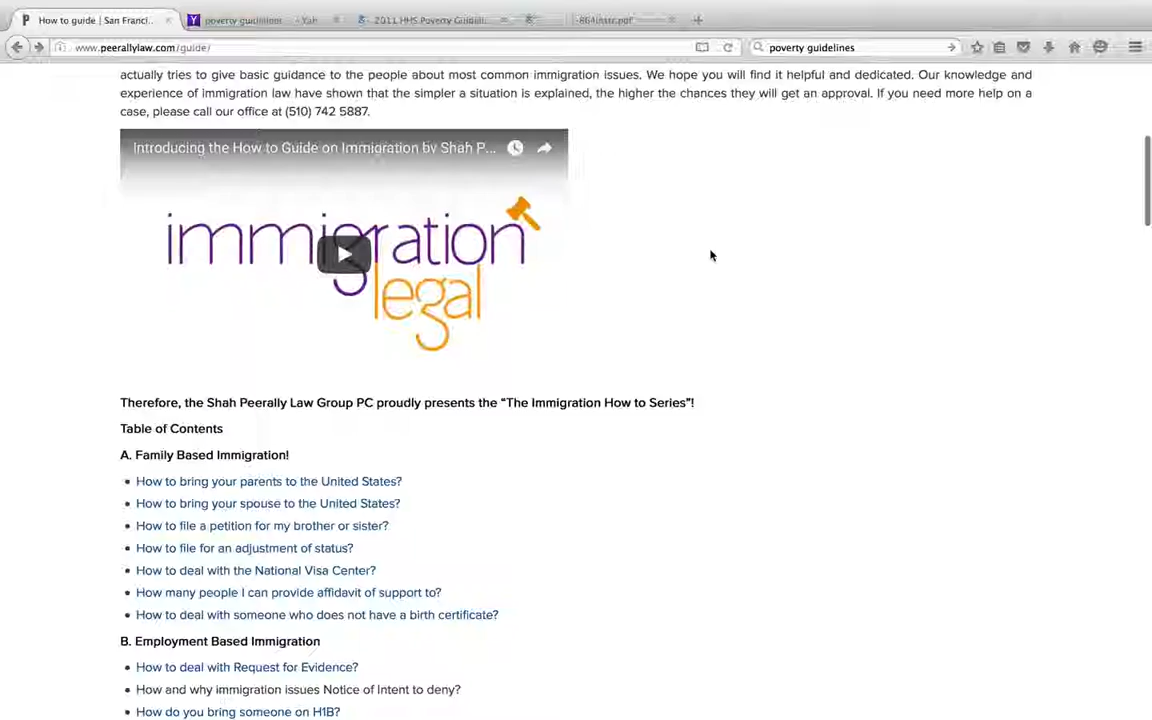 How to guide | San Franci...
poverty guidelines - Yah
2011 HHS Poverty Guideli...
-864instr.pdf
www.peerallylaw.com/guide/
poverty guidelines
actually tries to give basic guidance to the people about most common immigration issues. We hope you will find it helpful and dedicated. Our knowledge and
experience of immigration law have shown that the simpler a situation is explained, the higher the chances they will get an approval. If you need more help on a
case, please call our office at (510) 742 5887.
Introducing the How to Guide on Immigration by Shah P...
immigration
legal
Therefore, the Shah Peerally Law Group PC proudly presents the “The Immigration How to Series”!
Table of Contents
A. Family Based Immigration!
How to bring your parents to the United States?
How to bring your spouse to the United States?
How to file a petition for my brother or sister?
How to file for an adjustment of status?
How to deal with the National Visa Center?
How many people I can provide affidavit of support to?
How to deal with someone who does not have a birth certificate?
B. Employment Based Immigration
How to deal with Request for Evidence?
How and why immigration issues Notice of Intent to deny?
How do you bring someone on H1B?